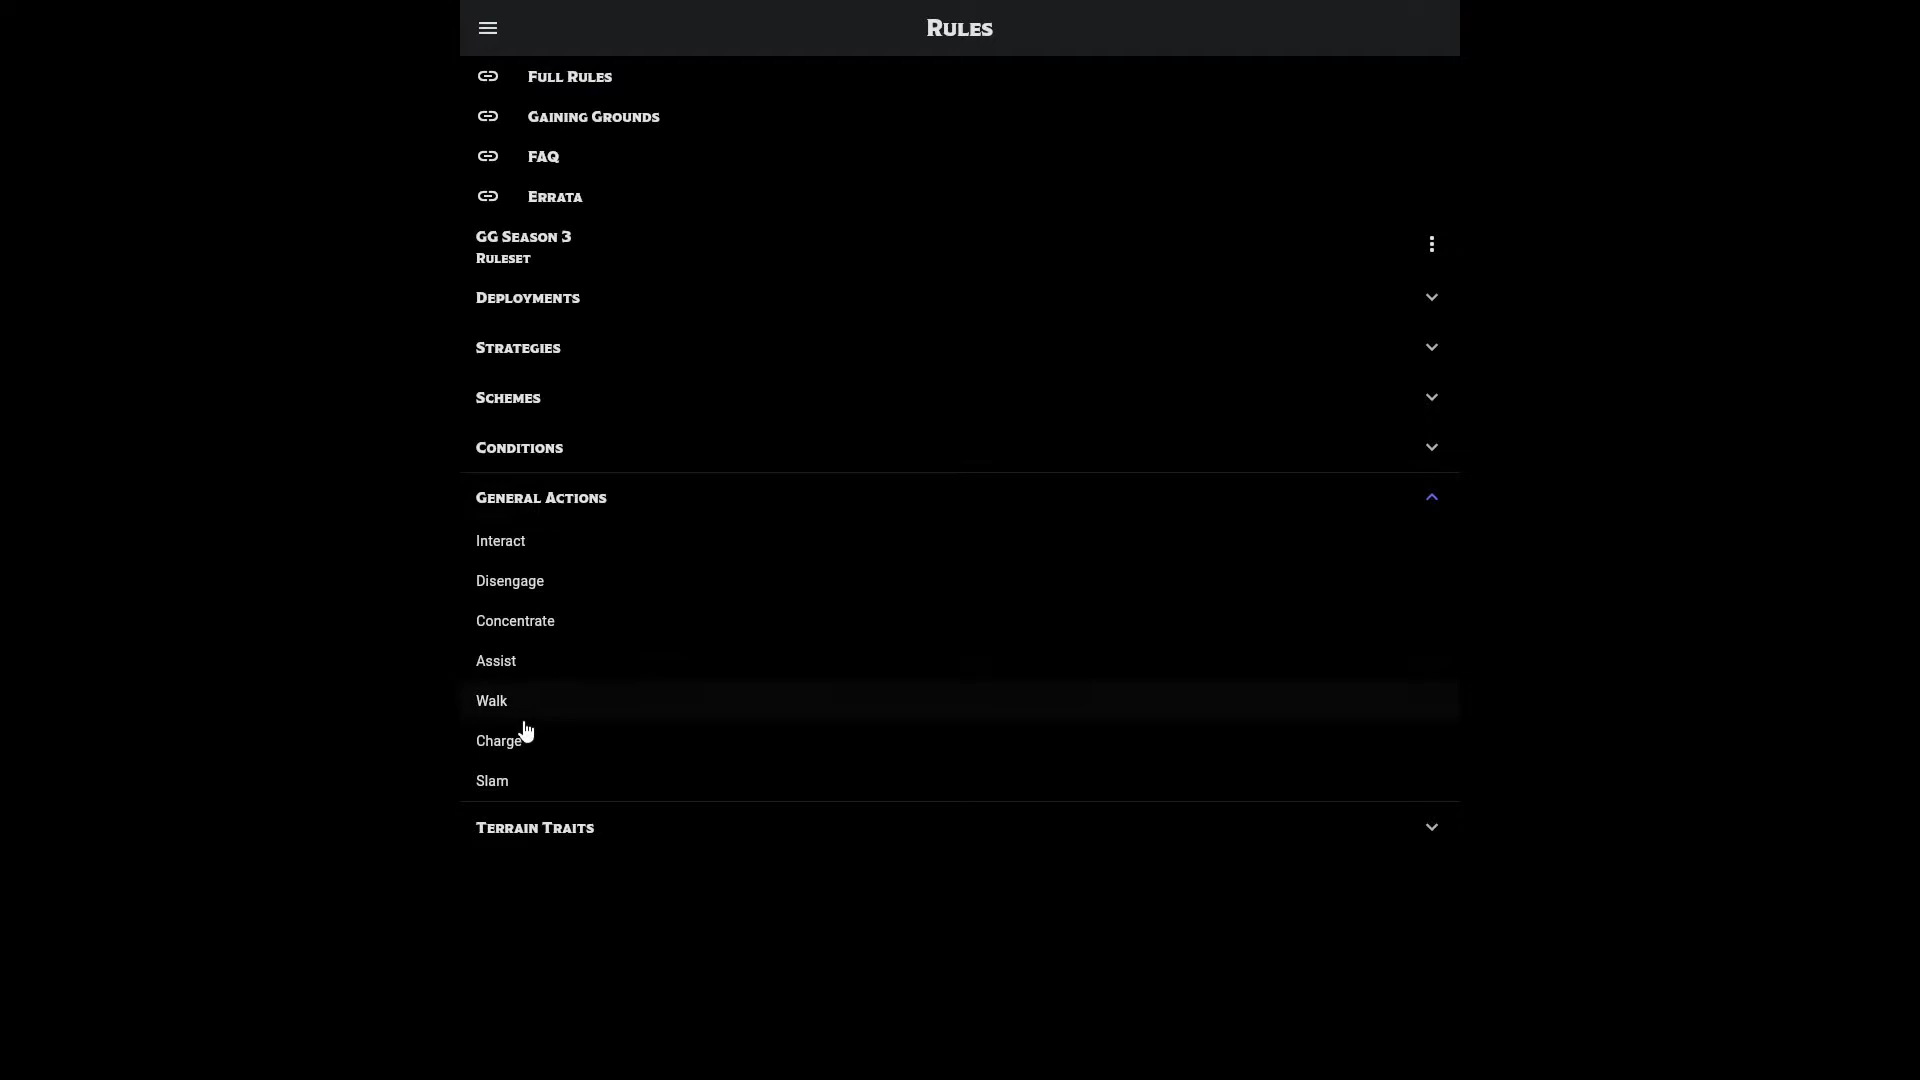 Rules
Full Rules
Gaining Grounds
FAQ
Errata
GG Season 3
Ruleset
Deployments
Strategies
Schemes
Conditions
General Actions
Interact
Disengage
Concentrate
Assist
Walk
Charge
Slam
Terrain Traits